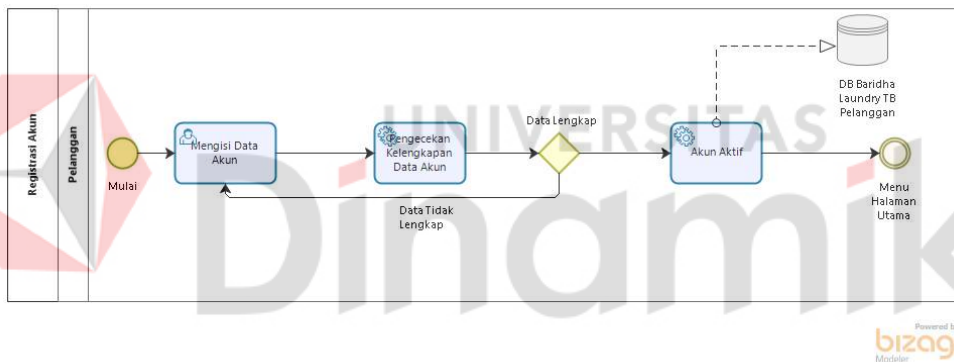 Registrasi Akun
Pelanggan
Mulai
Mengisi Data
Akun
Pengecekan
Kelengkapan
Data Akun
Data Lengkap
Data Tidak
Lengkap
Akun Aktif
DB Baridha
Laundry TB
Pelanggan
Menu
Halaman
Utama
UNIVERSITAS
Dinamik
Powered b
bizag
Modeler